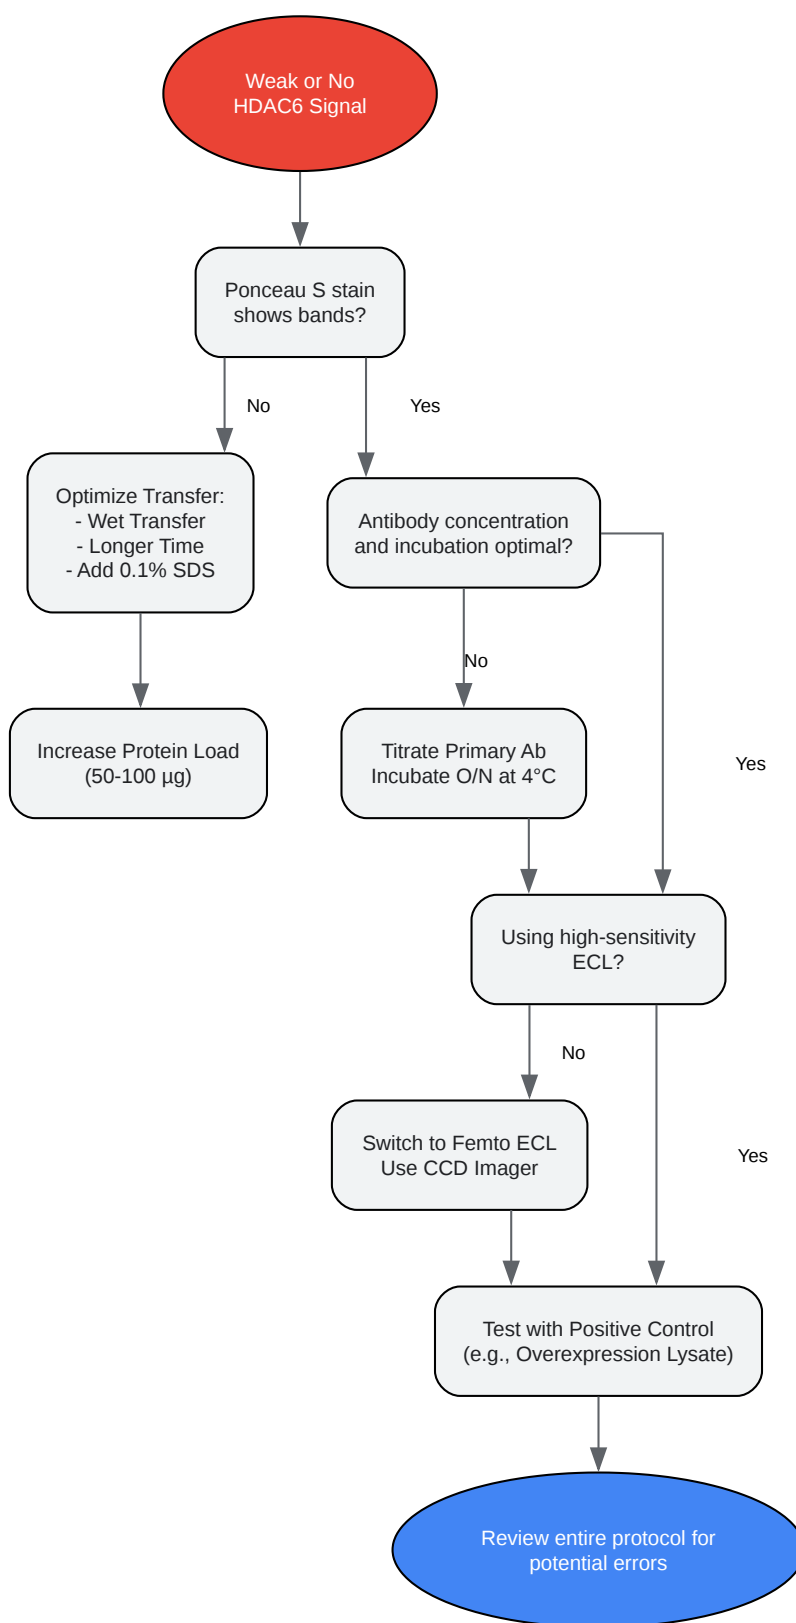 Weak or No
HDAC6 Signal
Ponceau S stain
shows bands?
No
Yes
Optimize Transfer:
- Wet Transfer
- Longer Time
- Add 0.1% SDS
Antibody concentration
and incubation optimal?
No
Increase Protein Load
(50-100 µg)
Titrate Primary Ab
Incubate O/N at 4°C
Yes
Using high-sensitivity
ECL?
No
Switch to Femto ECL
Use CCD Imager
Yes
Test with Positive Control
(e.g., Overexpression Lysate)
Review entire protocol for
potential errors